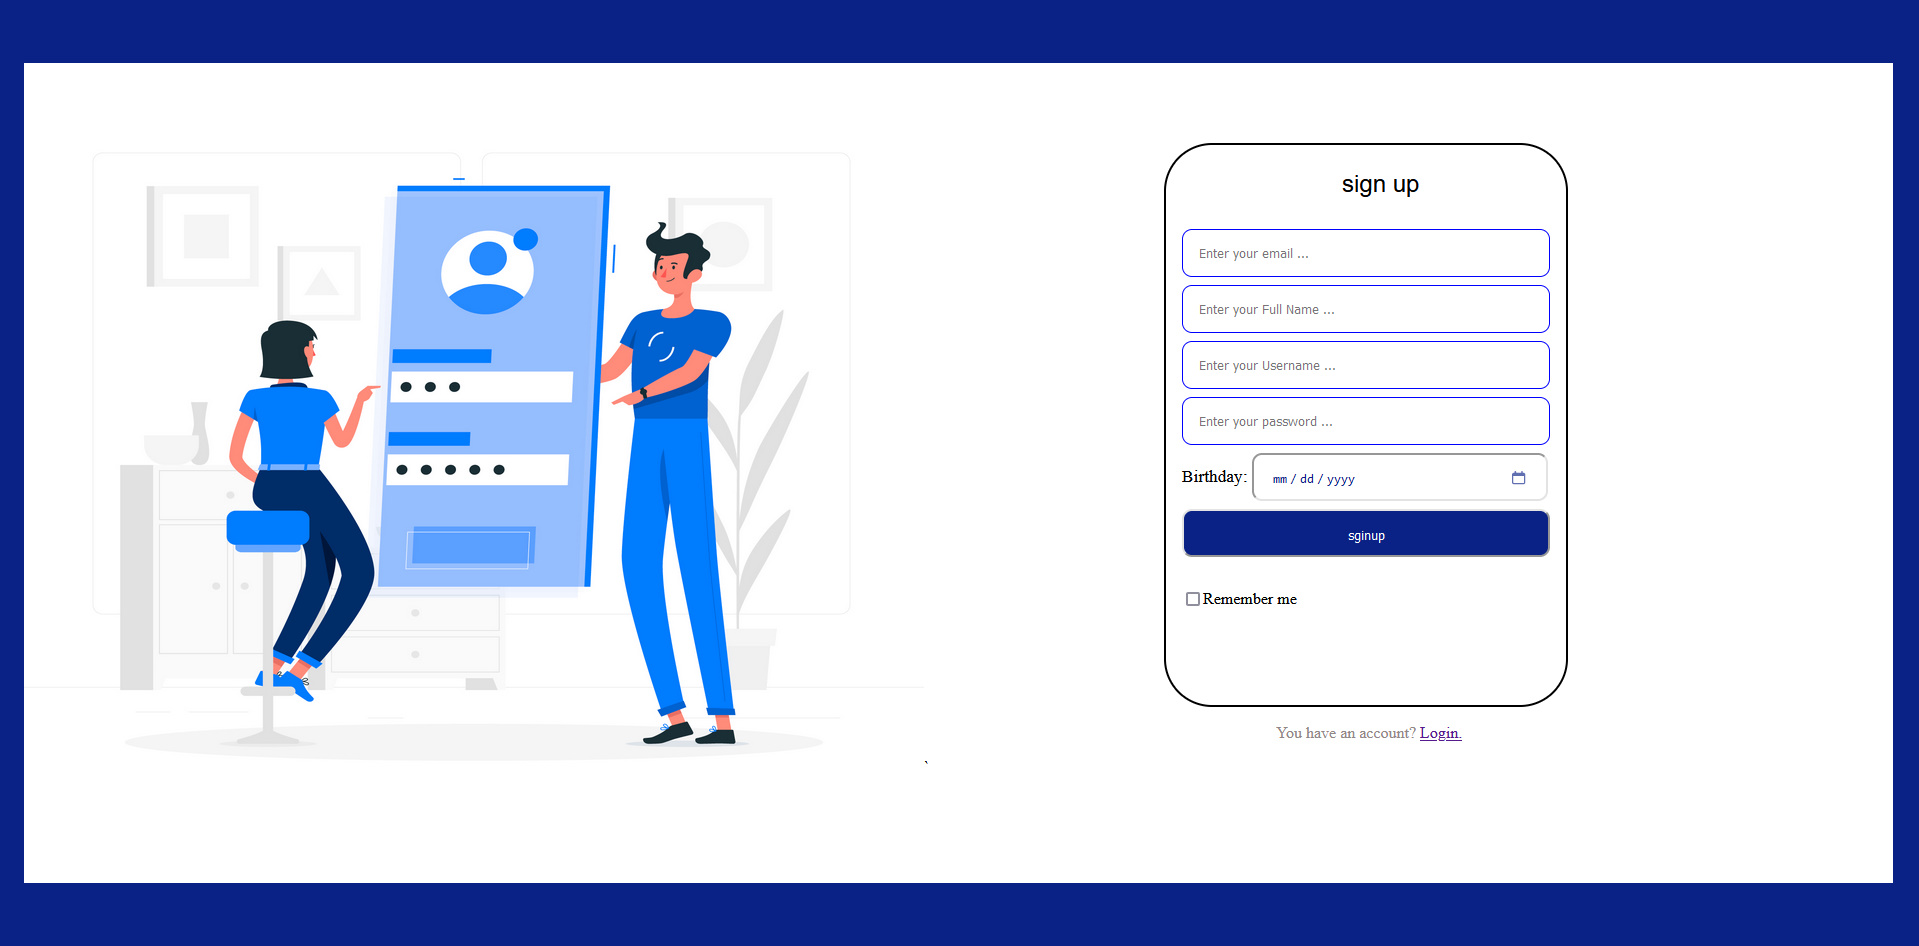 sign up
Enter your email ...
Enter your Full Name ...
Enter your Username ...
Enter your password ...
Birthday: mm / dd / yyyy
sginup
Remember me
You have an account? Login.
`